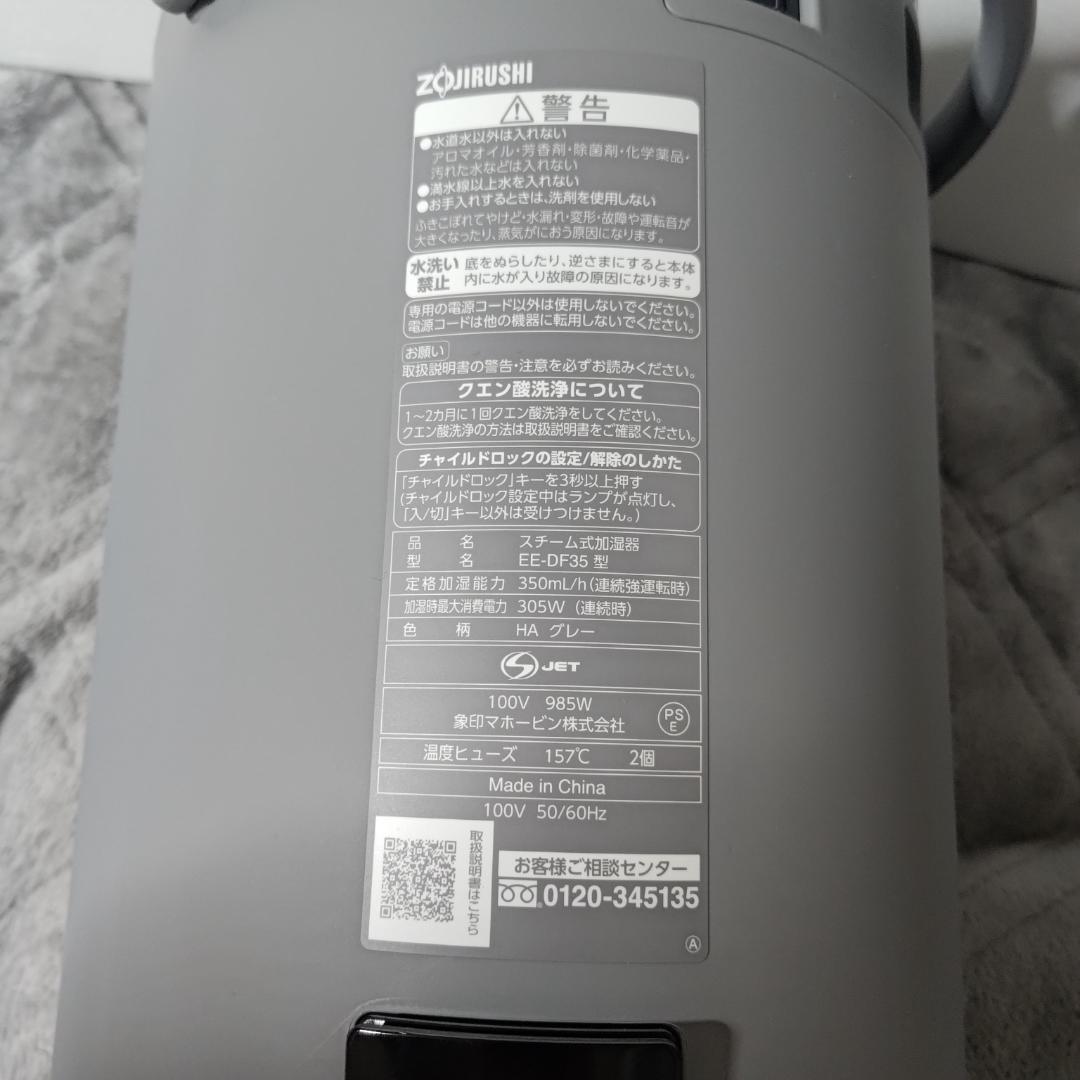 ZOJIRUSHI
警告
●水道水以外は入れない
アロマオイル・芳香剤・除菌剤・化学薬品・
汚れた水などは入れない
●満水線以上水を入れない
●お手入れするときは、洗剤を使用しない
ふきこぼれてやけど・水漏れ・変形・故障や運転音が
大きくなったり、蒸気がにおう原因になります。
水洗い禁止
底をぬらしたり、逆さまにすると本体
内に水が入り故障の原因になります。
専用の電源コード以外は使用しないでください。
電源コードは他の機器に転用しないでください。
お願い
取扱説明書の警告・注意を必ずお読みください。
クエン酸洗浄について
1～2カ月に1回クエン酸洗浄をしてください。
クエン酸洗浄の方法は取扱説明書をご確認ください。
チャイルドロックの設定/解除のしかた
「チャイルドロック」キーを3秒以上押す
(チャイルドロック設定中はランプが点灯し、
「入/切」キー以外は受けつけません。)
品名 スチーム式加湿器
型名 EE-DF35 型
定格加湿能力 350mL/h(連続強運転時)
加湿時最大消費電力 305W (連続時)
色柄 HA グレー
S JET
100V 985W
象印マホービン株式会社
PS E
温度ヒューズ 157℃ 2個
Made in China
100V 50/60Hz
取扱説明書はこちら
お客様ご相談センター
0120-345135
A